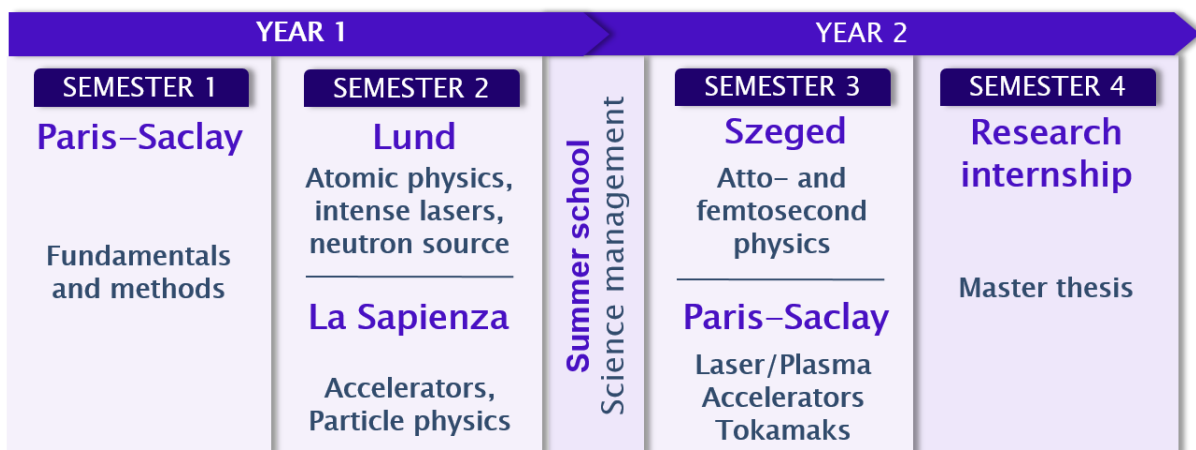 YEAR 1
YEAR 2
SEMESTER 1
Paris–Saclay
Fundamentals
and methods
SEMESTER 2
Lund
Atomic physics,
intense lasers,
neutron source
La Sapienza
Accelerators,
Particle physics
Summer school
Science management
SEMESTER 3
Szeged
Atto– and
femtosecond
physics
Paris–Saclay
Laser/Plasma
Accelerators
Tokamaks
SEMESTER 4
Research
internship
Master thesis